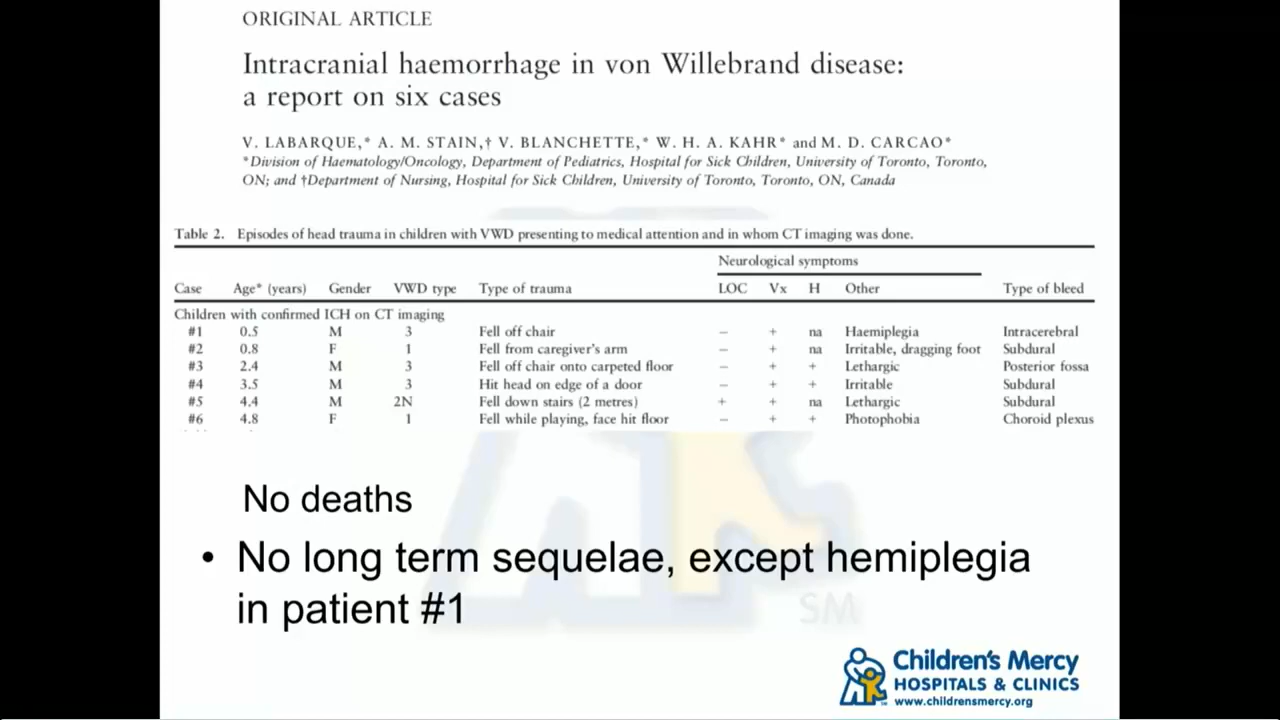 ORIGINAL ARTICLE
Intracranial haemorrhage in von Willebrand disease:
a report on six cases
V. LABARQUE,* A. M. STAIN,† V. BLANCHETTE,* W. H. A. KAHR* and M. D. CARCAO*
*Division of Haematology/Oncology, Department of Pediatrics, Hospital for Sick Children, University of Toronto, Toronto,
ON; and †Department of Nursing, Hospital for Sick Children, University of Toronto, Toronto, ON, Canada
Table 2. Episodes of head trauma in children with VWD presenting to medical attention and in whom CT imaging was done.
Neurological symptoms
Case Age* (years) Gender VWD type Type of trauma LOC Vx H Other Type of bleed
Children with confirmed ICH on CT imaging
#1 0.5 M 3 Fell off chair – + na Haemiplegia Intracerebral
#2 0.8 F 1 Fell from caregiver's arm – + na Irritable, dragging foot Subdural
#3 2.4 M 3 Fell off chair onto carpeted floor – + + Lethargic Posterior fossa
#4 3.5 M 3 Hit head on edge of a door – + + Irritable Subdural
#5 4.4 M 2N Fell down stairs (2 metres) + + na Lethargic Subdural
#6 4.8 F 1 Fell while playing, face hit floor – + + Photophobia Choroid plexus
No deaths
• No long term sequelae, except hemiplegia
in patient #1
SM
Children's Mercy
HOSPITALS & CLINICS
www.childrensmercy.org